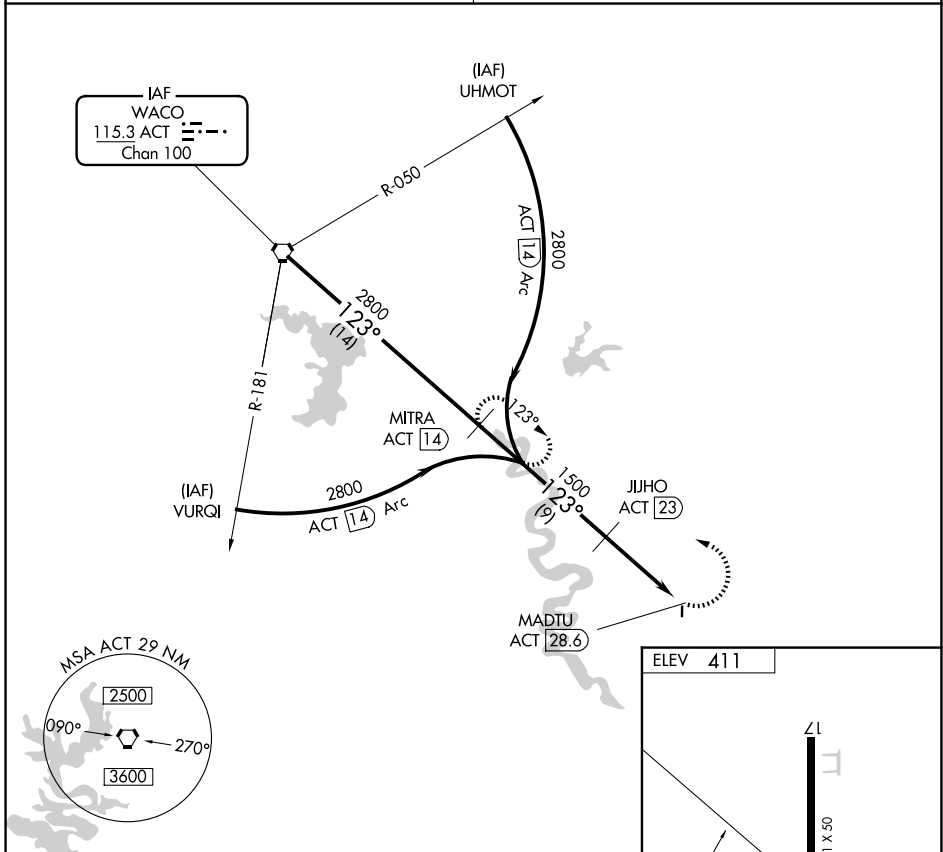 (IAF)
UHMOT
IAF
WACO
115.3 ACT
Chan 100
R-050
ACT 14 Arc
2800
2800
123°
(14)
R-181
MITRA
ACT 14
123°
(IAF)
VURQI
2800
ACT 14 Arc
1500
123°
(9)
JIJHO
ACT 23
MADTU
ACT 28.6
MSA ACT 29 NM
2500
090°
270°
3600
ELEV 411
17
1 X 50